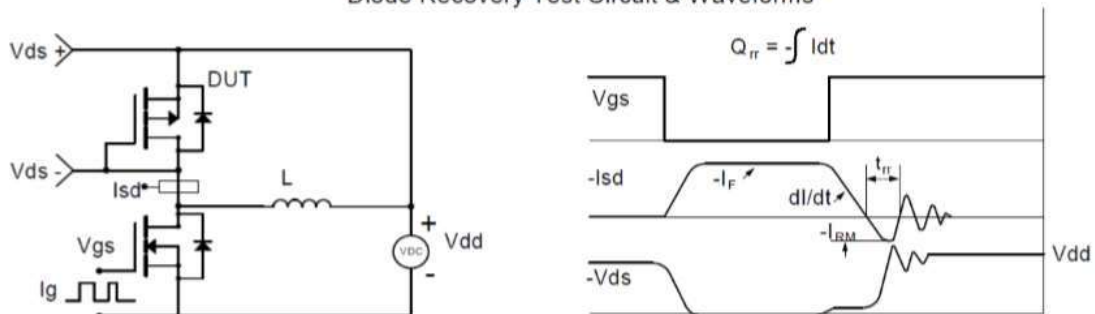 Diode Recovery Test Circuit & Waveforms
Vds +
DUT
Vds -
Isd
L
Vgs
Ig
+
VDC
-
Vdd
Qrr = -∫ Idt
Vgs
-Isd
-IF
dI/dt
trr
-IRM
Vdd
-Vds